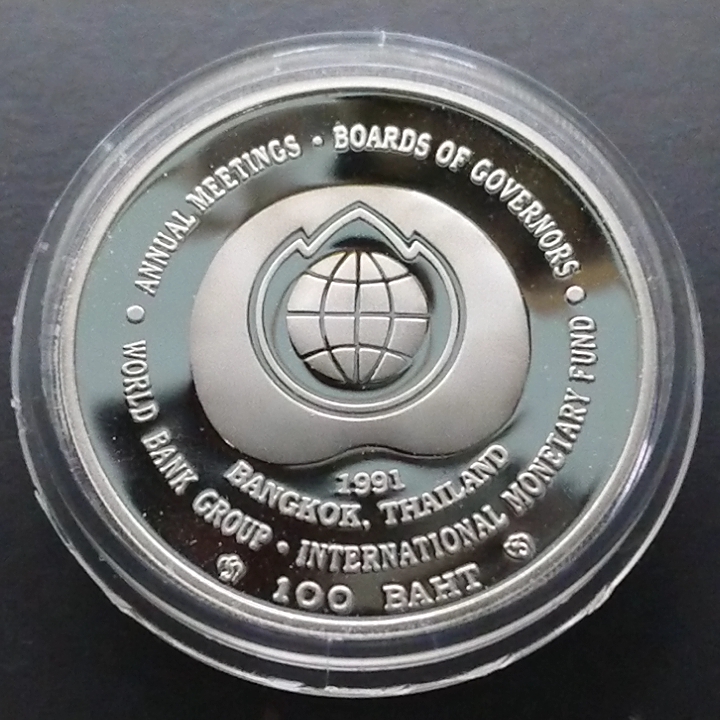 ANNUAL MEETINGS • BOARDS OF GOVERNORS
WORLD BANK GROUP • INTERNATIONAL MONETARY FUND
1991
BANGKOK, THAILAND
100 BAHT